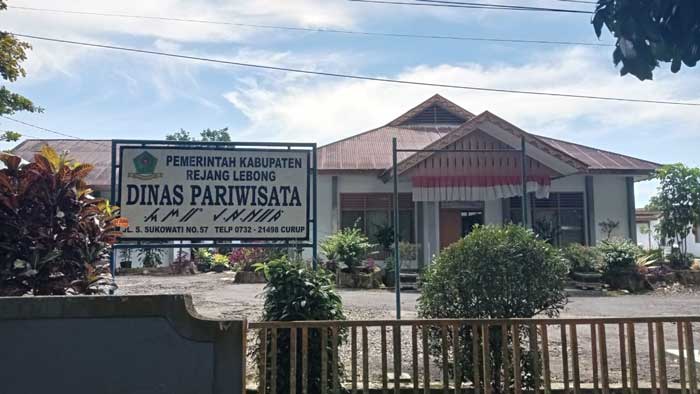 PEMERINTAH KABUPATEN
REJANG LEBONG
DINAS PARIWISATA
JL. S. SUKOWATI NO.57 TELP 0732 - 21498 CURUP